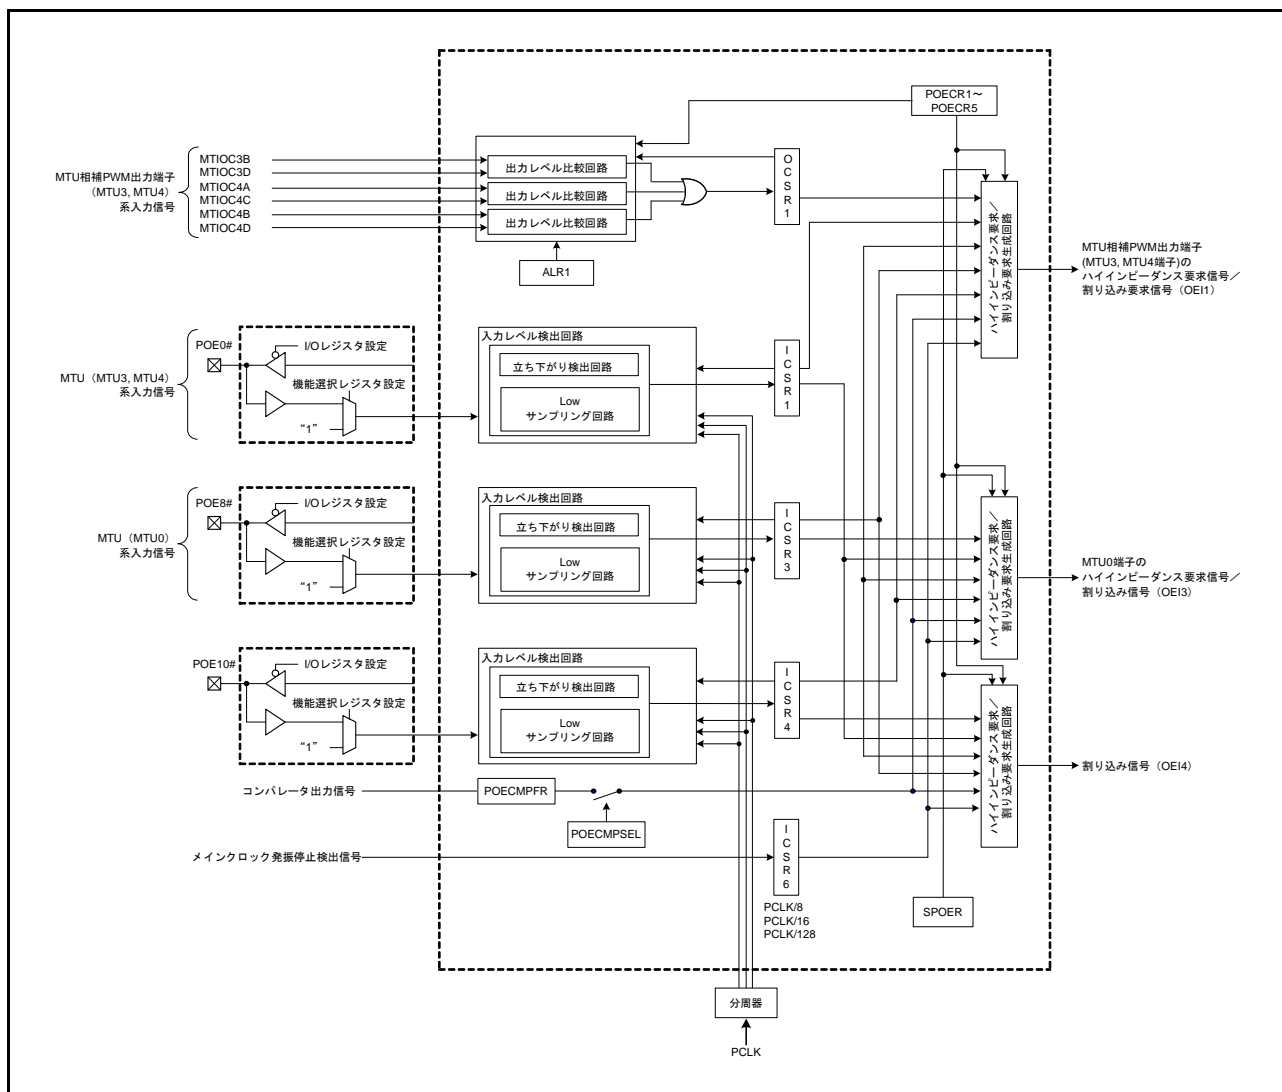 POECR1～
POECR5
MTU相補PWM出力端子
（MTU3, MTU4）
系入力信号
MTIOC3B
MTIOC3D
MTIOC4A
MTIOC4C
MTIOC4B
MTIOC4D
出力レベル比較回路
出力レベル比較回路
出力レベル比較回路
ALR1
OCSR1
ハイインピーダンス要求／
割り込み要求生成回路
MTU相補PWM出力端子
(MTU3, MTU4端子)の
ハイインピーダンス要求信号／
割り込み要求信号（OEI1）
MTU（MTU3, MTU4）
系入力信号
POE0#
I/Oレジスタ設定
機能選択レジスタ設定
“1”
入力レベル検出回路
立ち下がり検出回路
Low
サンプリング回路
ICSR1
MTU（MTU0）
系入力信号
POE8#
I/Oレジスタ設定
機能選択レジスタ設定
“1”
入力レベル検出回路
立ち下がり検出回路
Low
サンプリング回路
ICSR3
ハイインピーダンス要求／
割り込み要求生成回路
MTU0端子の
ハイインピーダンス要求信号／
割り込み信号（OEI3）
POE10#
I/Oレジスタ設定
機能選択レジスタ設定
“1”
入力レベル検出回路
立ち下がり検出回路
Low
サンプリング回路
ICSR4
ハイインピーダンス要求／
割り込み要求生成回路
割り込み信号（OEI4）
コンパレータ出力信号
POECMPFR
POECMPSEL
メインクロック発振停止検出信号
ICSR6
PCLK/8
PCLK/16
PCLK/128
SPOER
分周器
PCLK